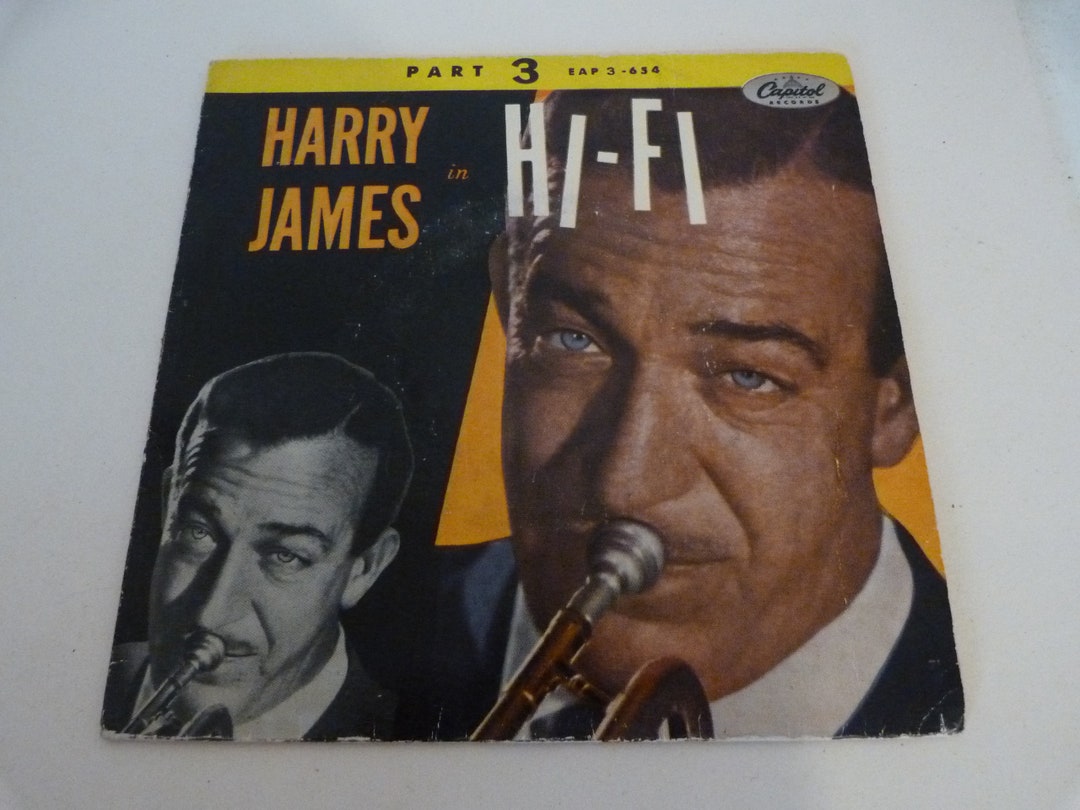 PART 3 EAP 3-654
Capitol
RECORDS
HARRY
JAMES
in
HI-FI